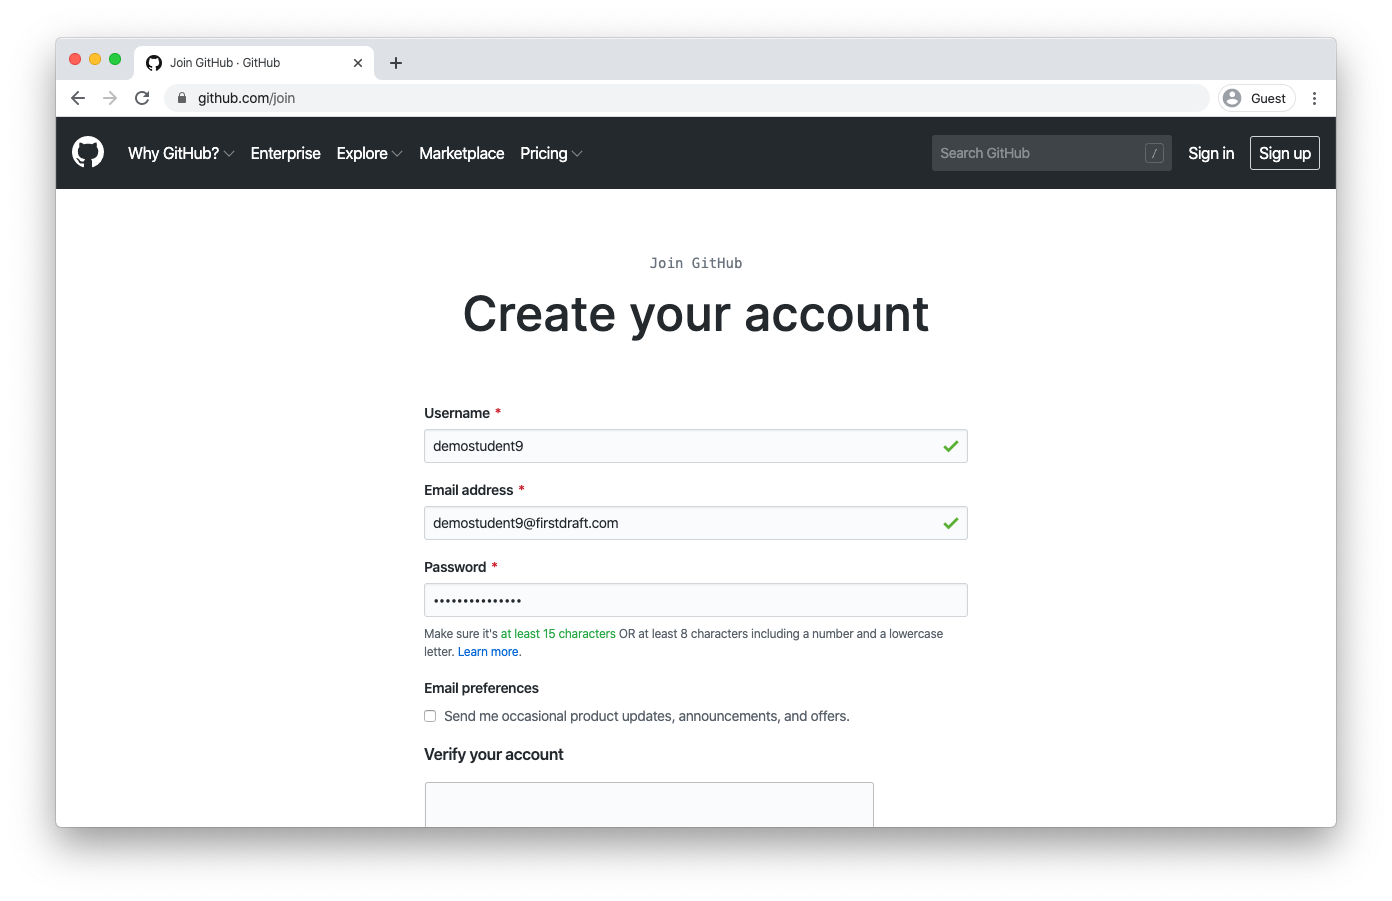 Join GitHub · GitHub
github.com/join
Guest
Why GitHub? Enterprise Explore Marketplace Pricing
Search GitHub /
Sign in Sign up
Join GitHub
Create your account
Username *
demostudent9
Email address *
demostudent9@firstdraft.com
Password *
•••••••••••••••
Make sure it's at least 15 characters OR at least 8 characters including a number and a lowercase
letter. Learn more.
Email preferences
Send me occasional product updates, announcements, and offers.
Verify your account